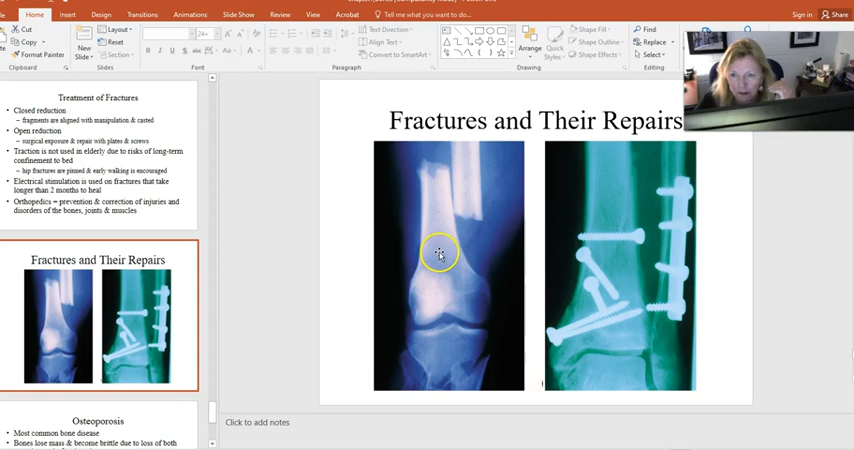 Home Insert Design Transitions Animations Slide Show Review View Acrobat Tell me what you want to do... Sign in Share
Cut
Copy
Format Painter
Clipboard
New
Slide
Layout
Reset
Section
Slides
24
B I U S abc AV Aa A
Font
Text Direction
Align Text
Convert to SmartArt
Paragraph
Arrange
Quick
Styles
Shape Fill
Shape Outline
Shape Effects
Drawing
Find
Replace
Select
Editing
Treatment of Fractures
• Closed reduction
– fragments are aligned with manipulation & casted
• Open reduction
– surgical exposure & repair with plates & screws
• Traction is not used in elderly due to risks of long-term
confinement to bed
– hip fractures are pinned & early walking is encouraged
• Electrical stimulation is used on fractures that take
longer than 2 months to heal
• Orthopedics = prevention & correction of injuries and
disorders of the bones, joints & muscles
Fractures and Their Repairs
Osteoporosis
• Most common bone disease
• Bones lose mass & become brittle due to loss of both
Fractures and Their Repairs
Click to add notes